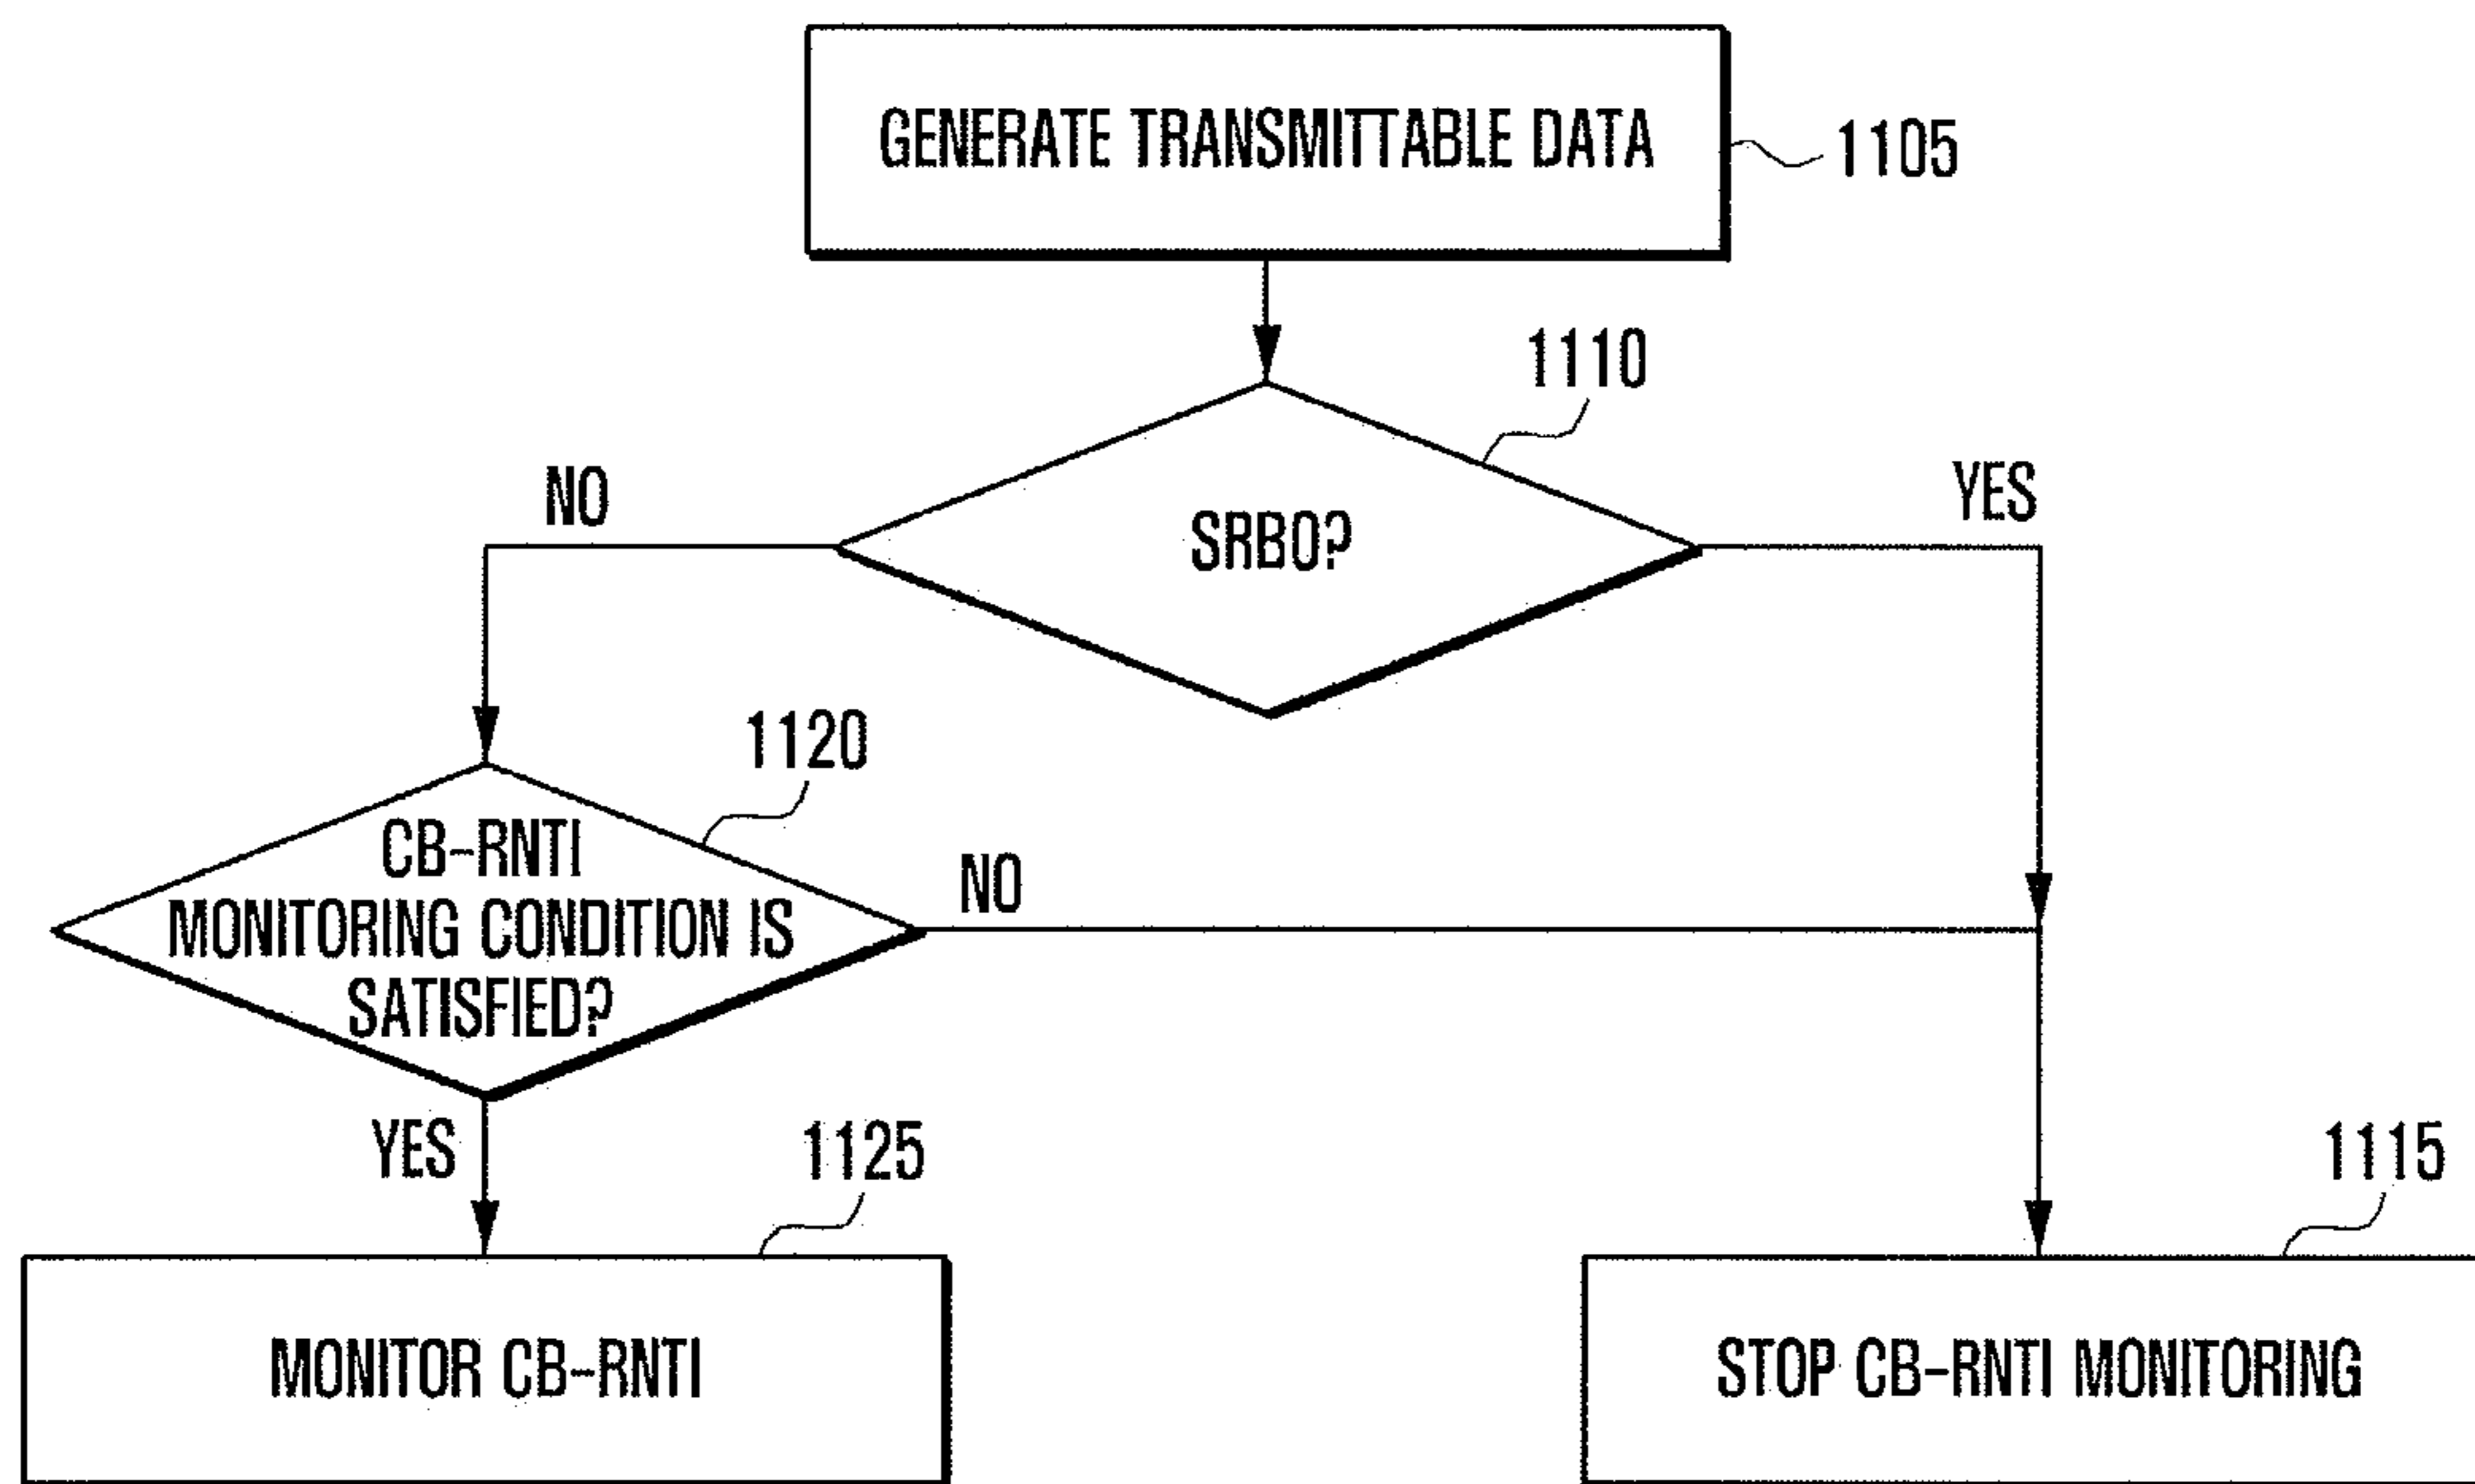 GENERATE TRANSMITTABLE DATA
1105
1110
NO
SRB0?
YES
1120
CB-RNTI
MONITORING CONDITION IS
SATISFIED?
NO
YES
1125
1115
MONITOR CB-RNTI
STOP CB-RNTI MONITORING